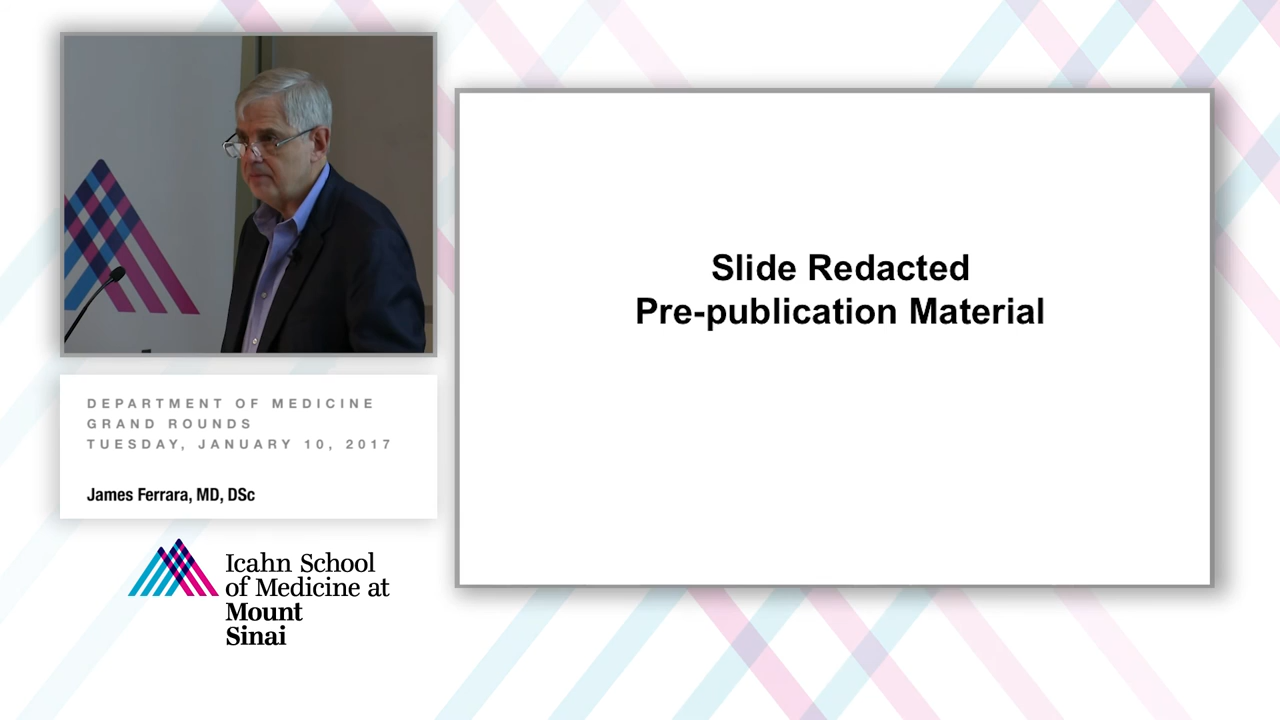 DEPARTMENT OF MEDICINE
GRAND ROUNDS
TUESDAY, JANUARY 10, 2017
James Ferrara, MD, DSc
Icahn School
of Medicine at
Mount
Sinai
Slide Redacted
Pre-publication Material